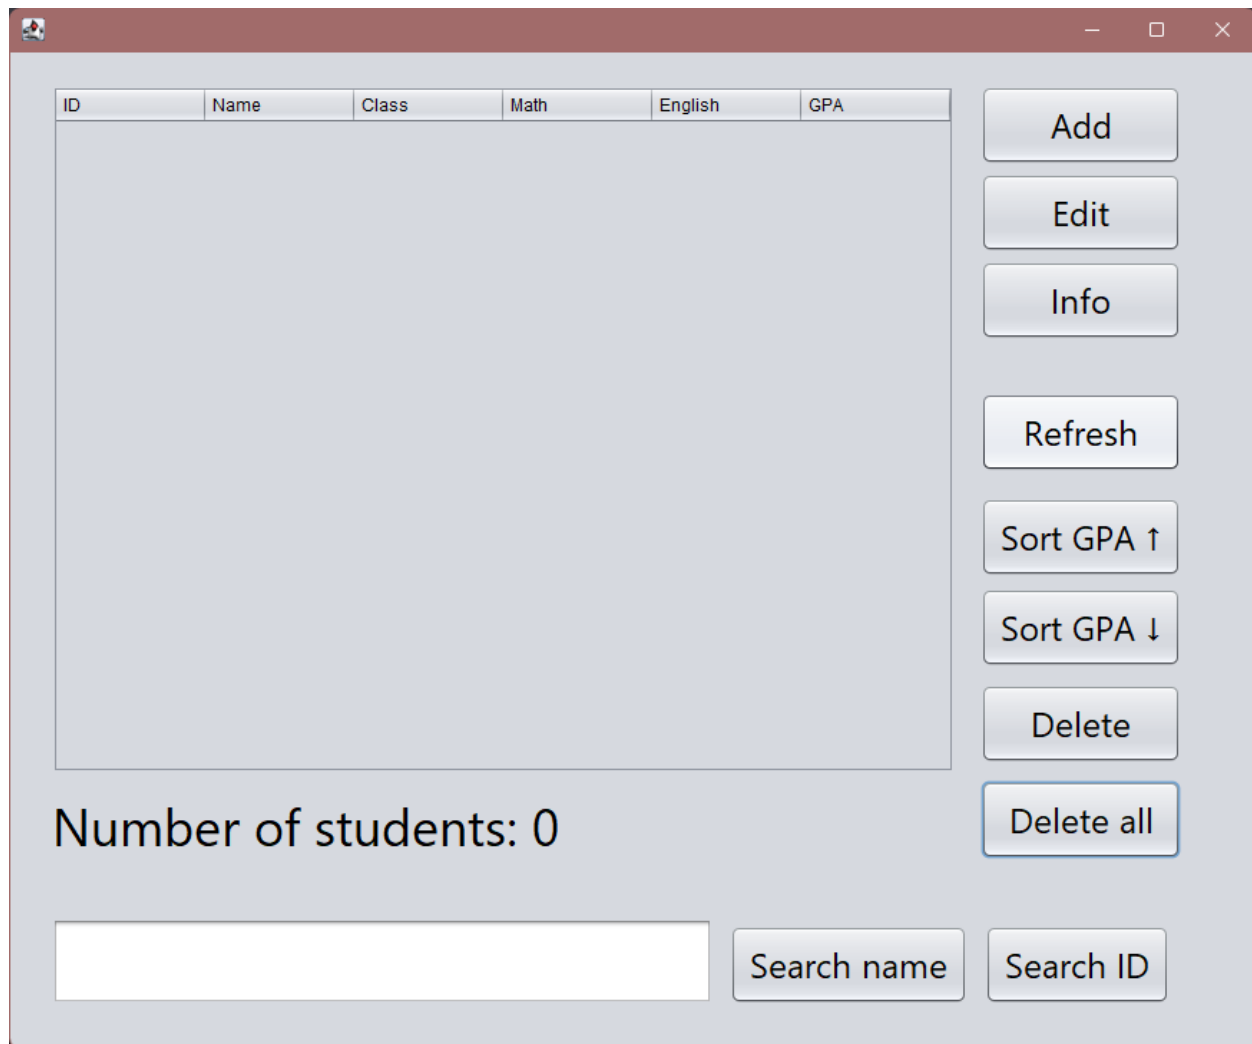 ID Name Class Math English GPA
Add
Edit
Info
Refresh
Sort GPA ↑
Sort GPA ↓
Delete
Delete all
Number of students: 0
Search name
Search ID